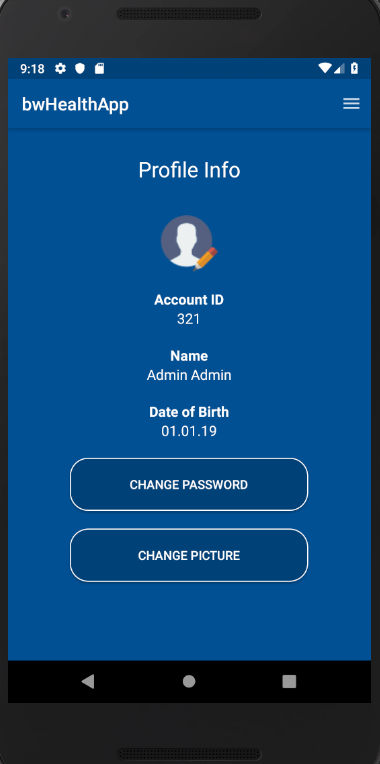 9:18
bwHealthApp
Profile Info
Account ID
321
Name
Admin Admin
Date of Birth
01.01.19
CHANGE PASSWORD
CHANGE PICTURE